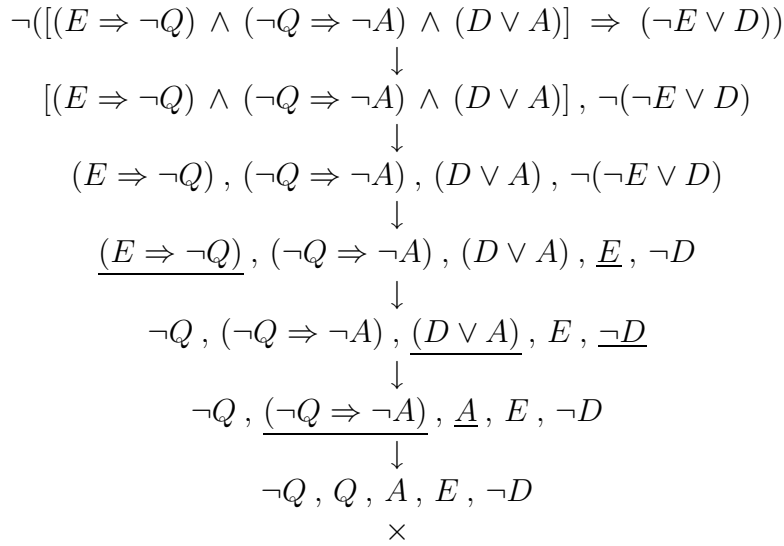 ¬([(E ⇒ ¬Q) ∧ (¬Q ⇒ ¬A) ∧ (D ∨ A)] ⇒ (¬E ∨ D))
↓
[(E ⇒ ¬Q) ∧ (¬Q ⇒ ¬A) ∧ (D ∨ A)] , ¬(¬E ∨ D)
↓
(E ⇒ ¬Q) , (¬Q ⇒ ¬A) , (D ∨ A) , ¬(¬E ∨ D)
↓
(E ⇒ ¬Q) , (¬Q ⇒ ¬A) , (D ∨ A) , E , ¬D
↓
¬Q , (¬Q ⇒ ¬A) , (D ∨ A) , E , ¬D
↓
¬Q , (¬Q ⇒ ¬A) , A , E , ¬D
↓
¬Q , Q , A , E , ¬D
×